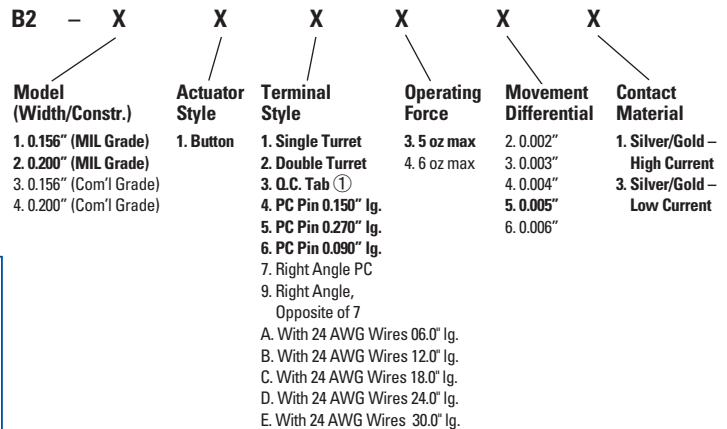 B2 – X X X X X X
Model
(Width/Constr.)
1. 0.156" (MIL Grade)
2. 0.200" (MIL Grade)
3. 0.156" (Com'l Grade)
4. 0.200" (Com'l Grade)
Actuator
Style
1. Button
Terminal
Style
1. Single Turret
2. Double Turret
3. Q.C. Tab ①
4. PC Pin 0.150" lg.
5. PC Pin 0.270" lg.
6. PC Pin 0.090" lg.
7. Right Angle PC
9. Right Angle,
Opposite of 7
A. With 24 AWG Wires 06.0" lg.
B. With 24 AWG Wires 12.0" lg.
C. With 24 AWG Wires 18.0" lg.
D. With 24 AWG Wires 24.0" lg.
E. With 24 AWG Wires 30.0" lg.
Operating
Force
3. 5 oz max
4. 6 oz max
Movement
Differential
2. 0.002"
3. 0.003"
4. 0.004"
5. 0.005"
6. 0.006"
Contact
Material
1. Silver/Gold –
High Current
3. Silver/Gold –
Low Current